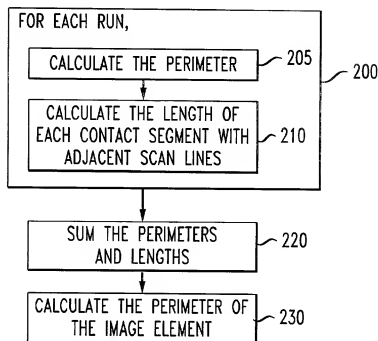 FOR EACH RUN,
CALCULATE THE PERIMETER
205
200
CALCULATE THE LENGTH OF
EACH CONTACT SEGMENT WITH
ADJACENT SCAN LINES
210
SUM THE PERIMETERS
AND LENGTHS
220
CALCULATE THE PERIMETER OF
THE IMAGE ELEMENT
230